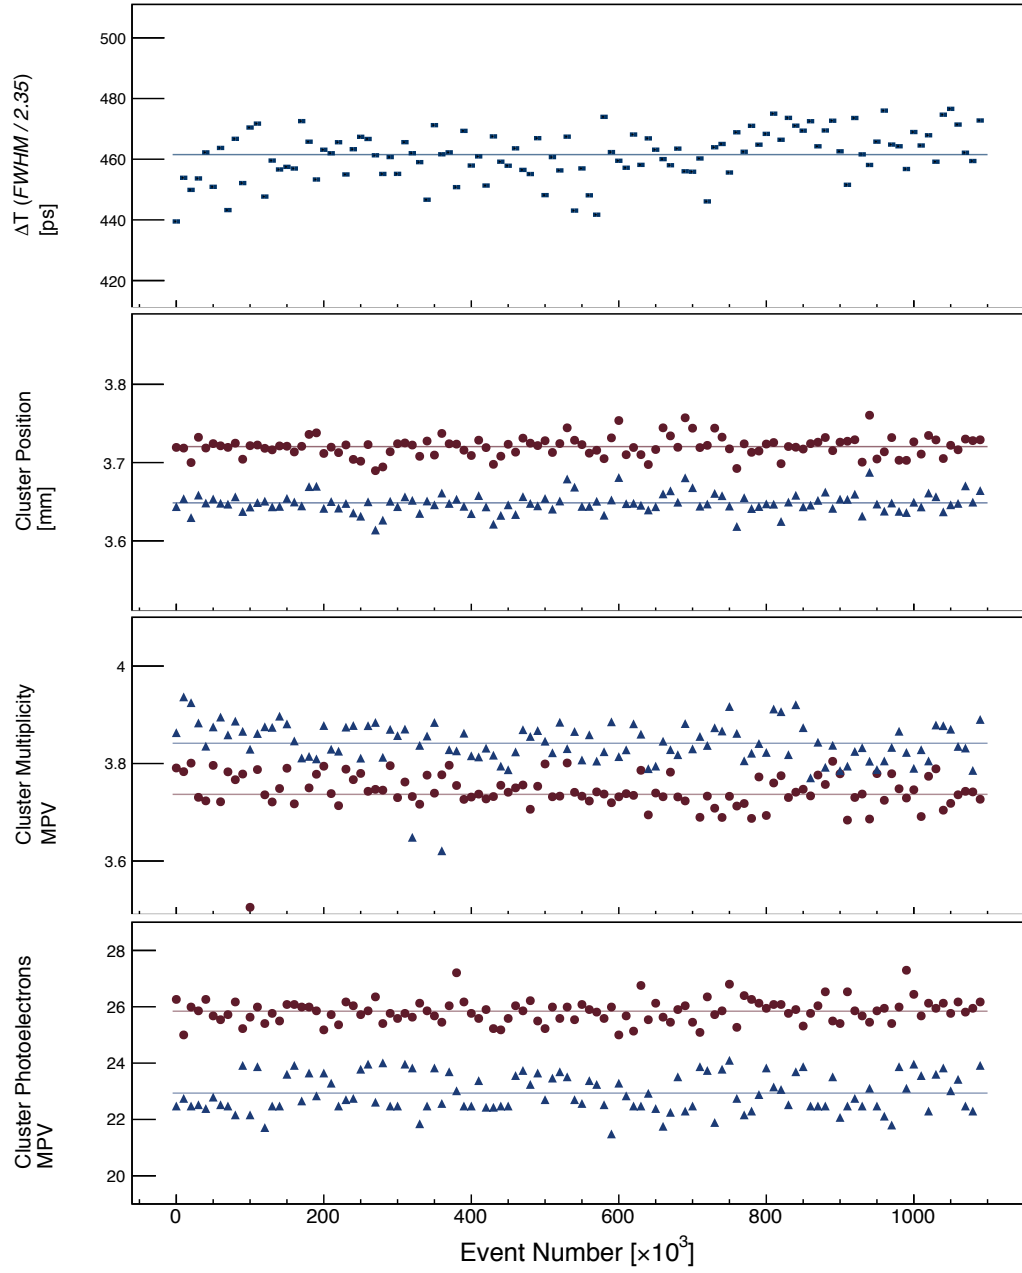 ΔT (FWHM / 2.35)
[ps]
500
480
460
440
420
Cluster Position
[mm]
3.8
3.7
3.6
Cluster Multiplicity
MPV
4
3.8
3.6
Cluster Photoelectrons
MPV
28
26
24
22
20
0 200 400 600 800 1000
Event Number [×10³]